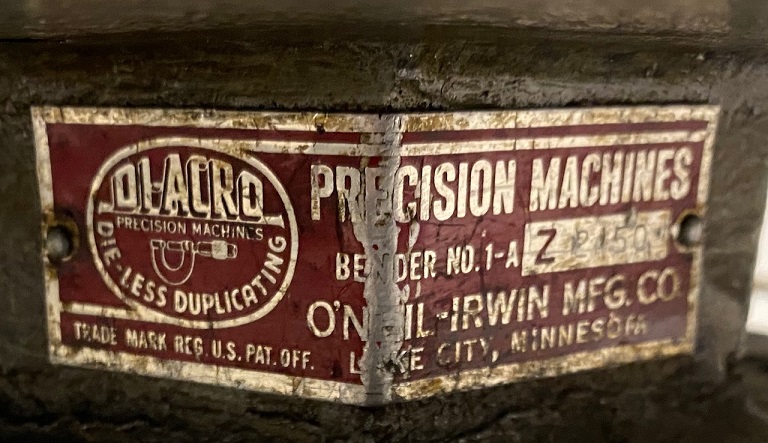 DI-ACRO
PRECISION MACHINES
DIE-LESS DUPLICATING
TRADE MARK REG. U.S. PAT. OFF.
PRECISION MACHINES
BENDER NO. 1-A Z
O'NEIL-IRWIN MFG. CO.
LAKE CITY, MINNESOTA